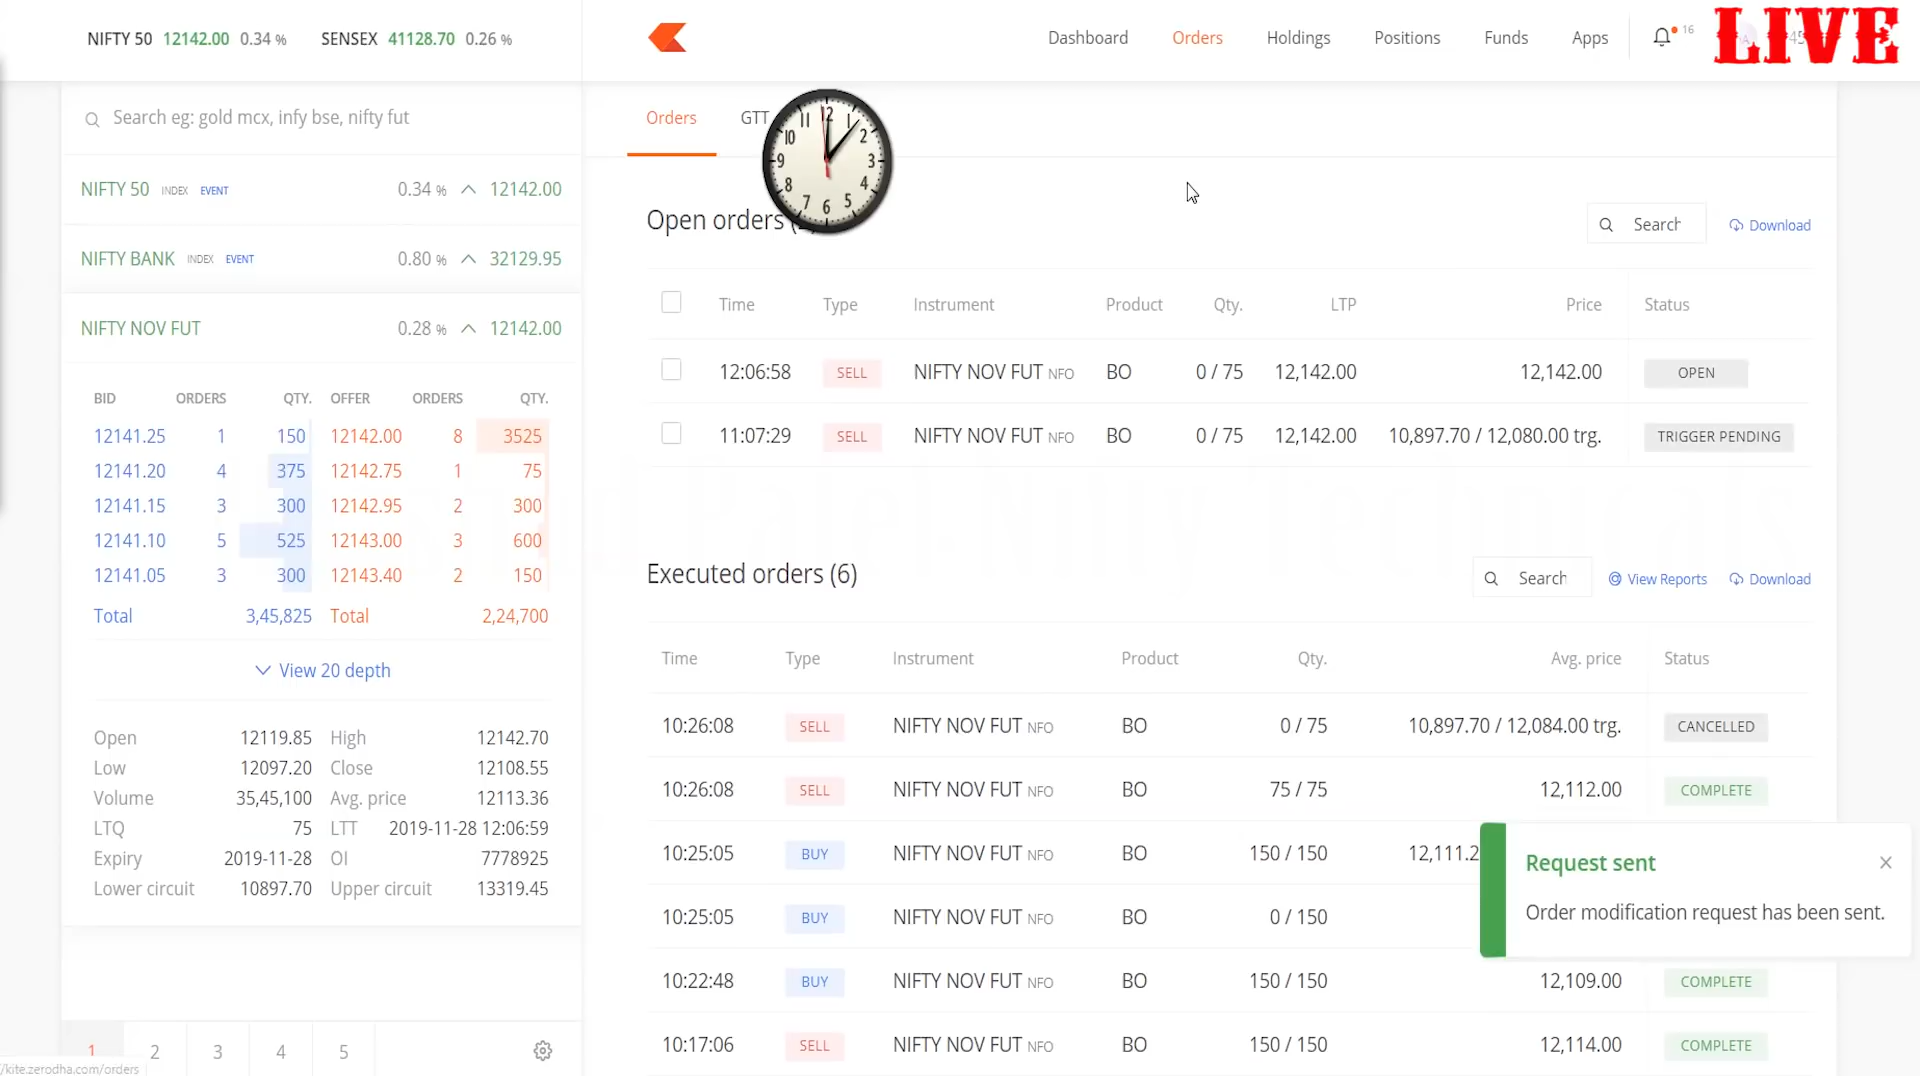 NIFTY 50 12142.00 0.34 % SENSEX 41128.70 0.26 %
Dashboard Orders Holdings Positions Funds Apps 16 LIVE
Search eg: gold mcx, infy bse, nifty fut
NIFTY 50 INDEX EVENT 0.34 % 12142.00
NIFTY BANK INDEX EVENT 0.80 % 32129.95
NIFTY NOV FUT 0.28 % 12142.00
BID ORDERS QTY. OFFER ORDERS QTY.
12141.25 1 150 12142.00 8 3525
12141.20 4 375 12142.75 1 75
12141.15 3 300 12142.95 2 300
12141.10 5 525 12143.00 3 600
12141.05 3 300 12143.40 2 150
Total 3,45,825 Total 2,24,700
View 20 depth
Open 12119.85 High 12142.70
Low 12097.20 Close 12108.55
Volume 35,45,100 Avg. price 12113.36
LTQ 75 LTT 2019-11-28 12:06:59
Expiry 2019-11-28 OI 7778925
Lower circuit 10897.70 Upper circuit 13319.45
1 2 3 4 5
/kite.zerodha.com/orders
Orders GTT
12 1 2 3 4 5 6 7 8 9 10 11
Open orders
Search Download
Time Type Instrument Product Qty. LTP Price Status
12:06:58 SELL NIFTY NOV FUT NFO BO 0 / 75 12,142.00 12,142.00 OPEN
11:07:29 SELL NIFTY NOV FUT NFO BO 0 / 75 12,142.00 10,897.70 / 12,080.00 trg. TRIGGER PENDING
Executed orders (6)
Search View Reports Download
Time Type Instrument Product Qty. Avg. price Status
10:26:08 SELL NIFTY NOV FUT NFO BO 0 / 75 10,897.70 / 12,084.00 trg. CANCELLED
10:26:08 SELL NIFTY NOV FUT NFO BO 75 / 75 12,112.00 COMPLETE
10:25:05 BUY NIFTY NOV FUT NFO BO 150 / 150 12,111.2
10:25:05 BUY NIFTY NOV FUT NFO BO 0 / 150
10:22:48 BUY NIFTY NOV FUT NFO BO 150 / 150 12,109.00 COMPLETE
10:17:06 SELL NIFTY NOV FUT NFO BO 150 / 150 12,114.00 COMPLETE
Request sent
Order modification request has been sent.